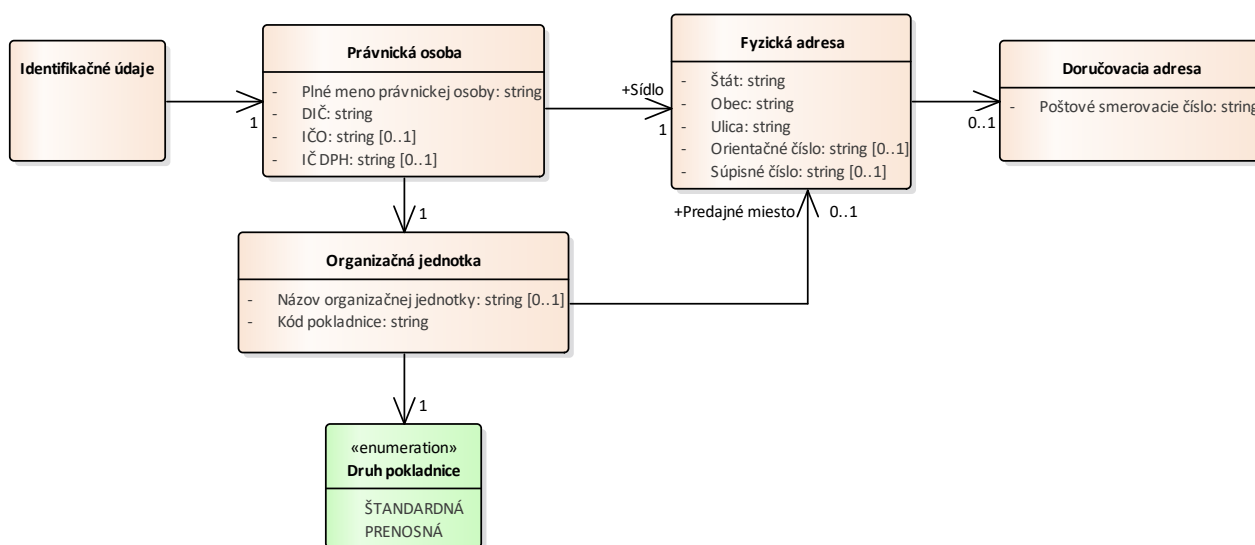 Identifikačné údaje
1
Právnická osoba
- Plné meno právnickej osoby: string
- DIČ: string
- IČO: string [0..1]
- IČ DPH: string [0..1]
+Sídlo
1
Fyzická adresa
- Štát: string
- Obec: string
- Ulica: string
- Orientačné číslo: string [0..1]
- Súpisné číslo: string [0..1]
0..1
Doručovacia adresa
- Poštové smerovacie číslo: string
1
+Predajné miesto
0..1
Organizačná jednotka
- Názov organizačnej jednotky: string [0..1]
- Kód pokladnice: string
1
«enumeration»
Druh pokladnice
ŠTANDARDNÁ
PRENOSNÁ